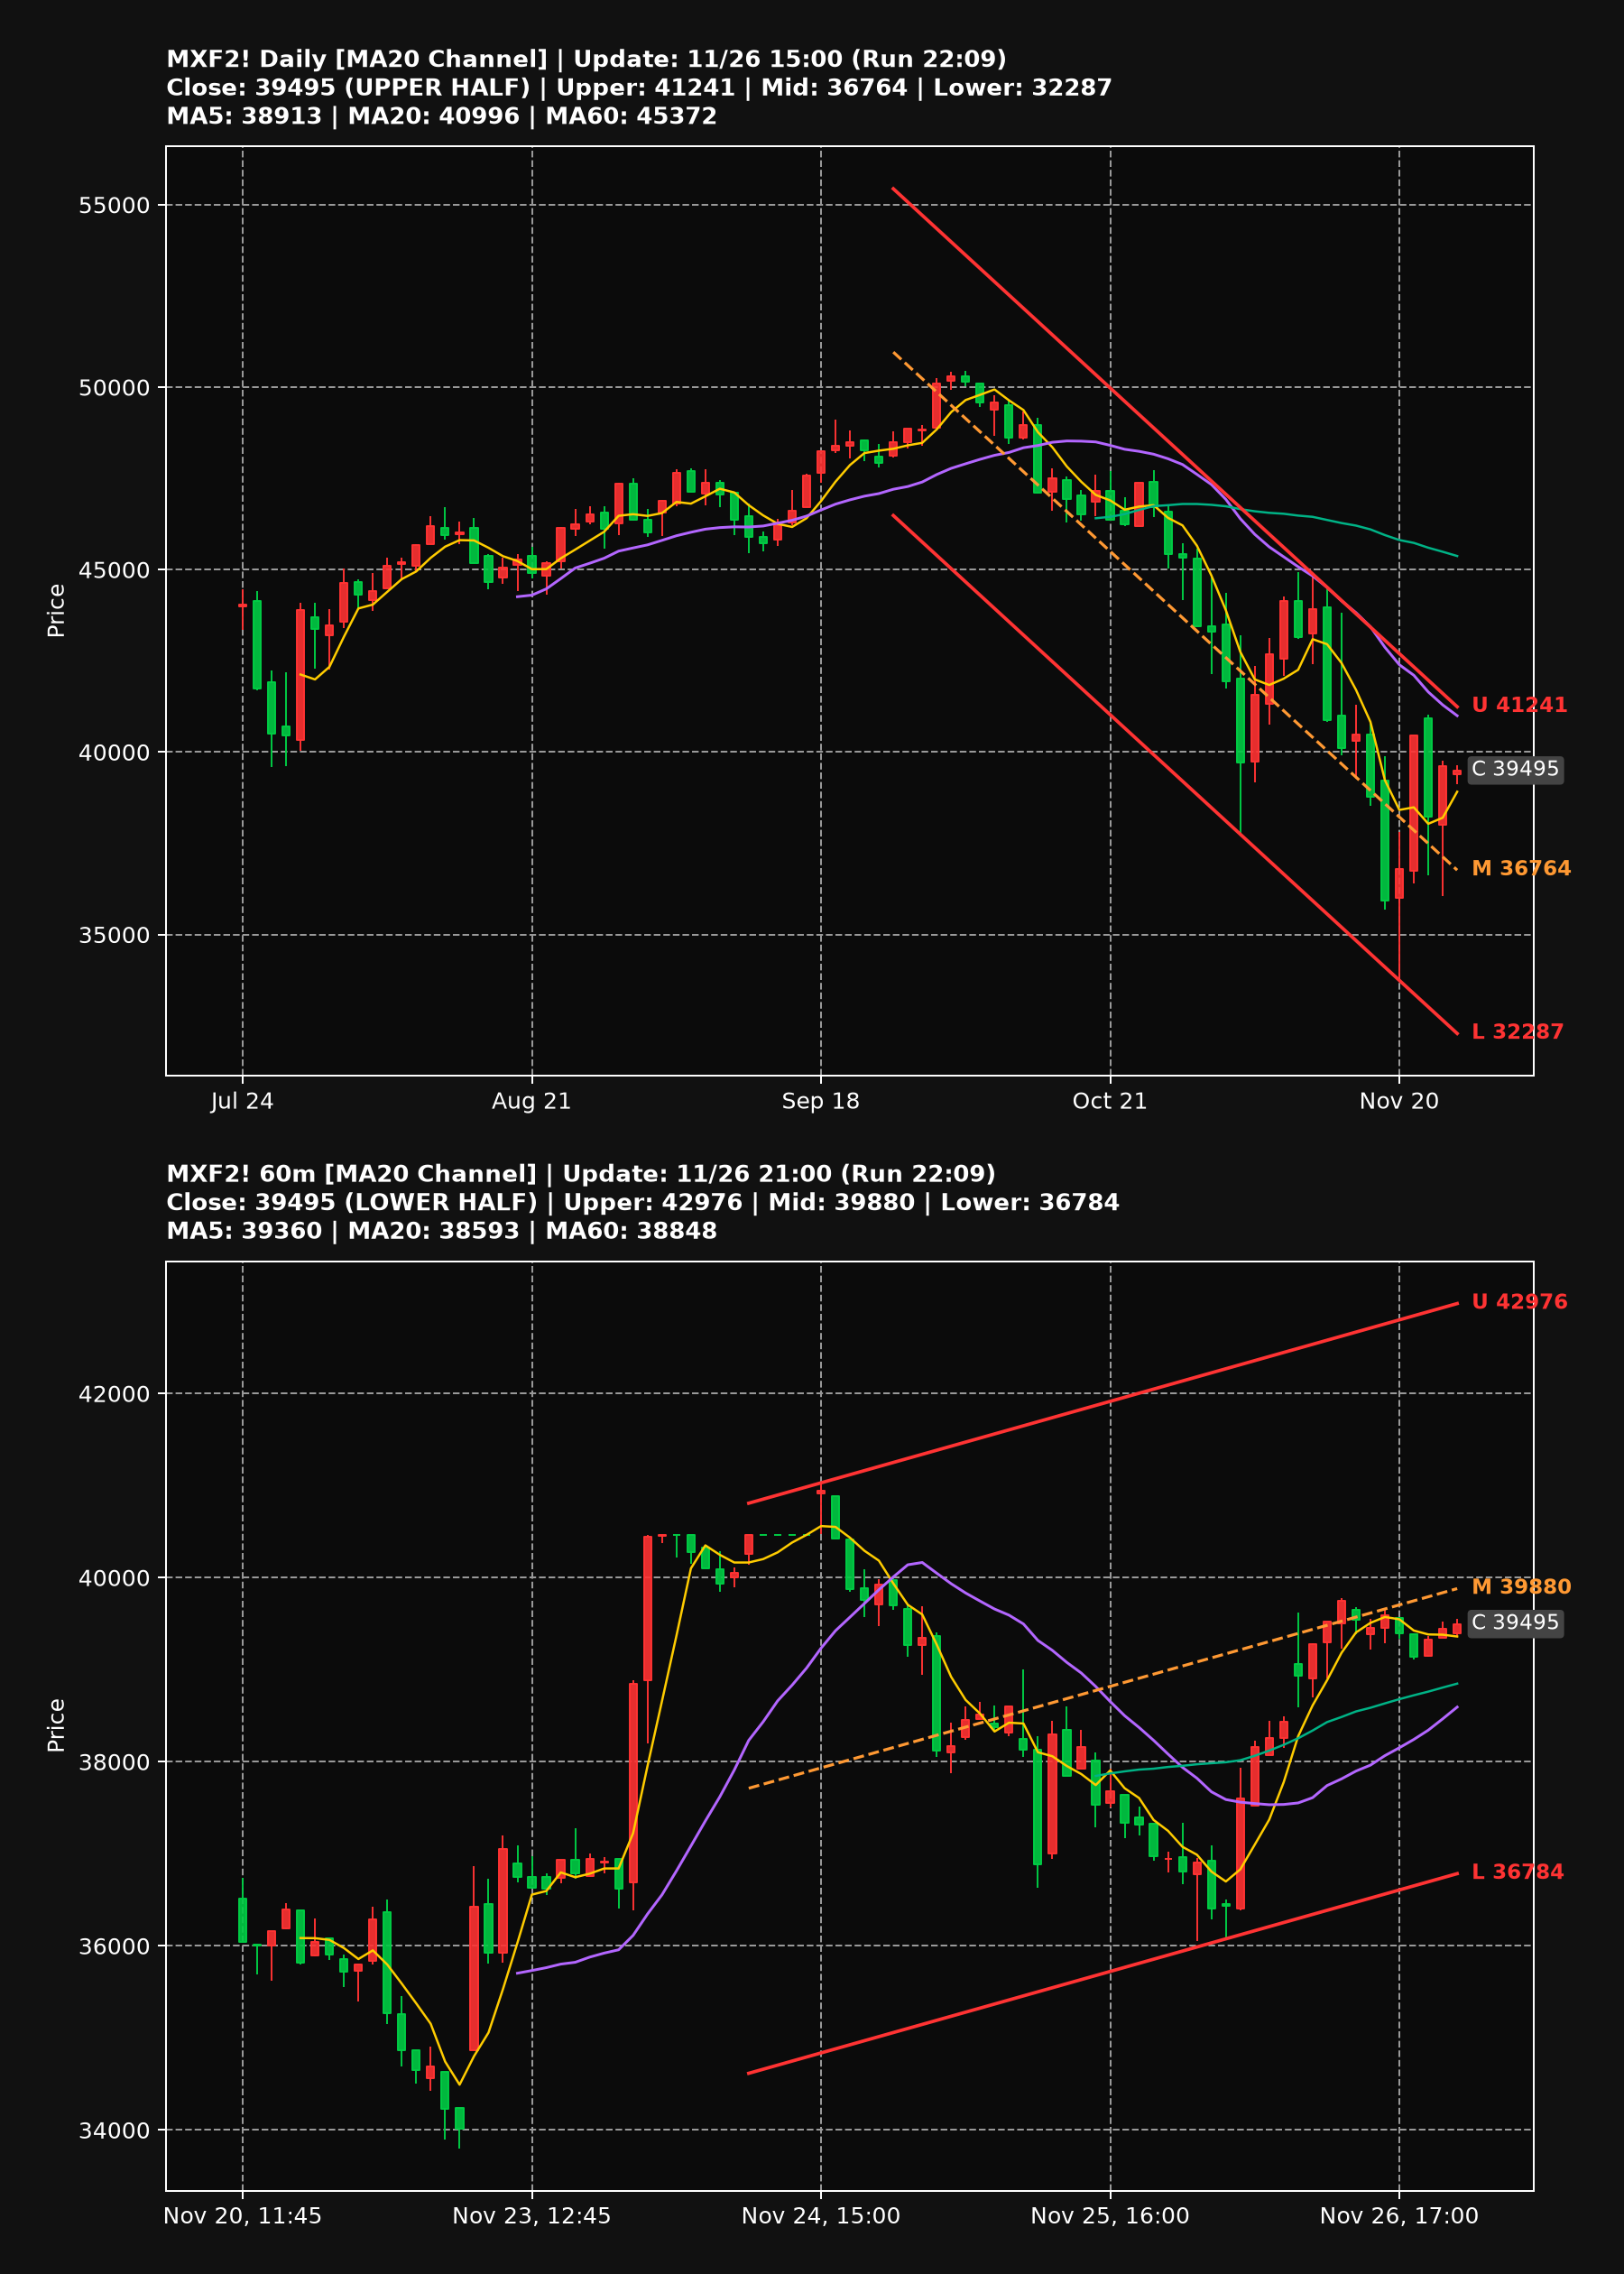 MXF2! Daily [MA20 Channel] | Update: 11/26 15:00 (Run 22:09)
Close: 39495 (UPPER HALF) | Upper: 41241 | Mid: 36764 | Lower: 32287
MA5: 38913 | MA20: 40996 | MA60: 45372
55000
50000
45000
40000
35000
Price
U 41241
C 39495
M 36764
L 32287
Jul 24
Aug 21
Sep 18
Oct 21
Nov 20
MXF2! 60m [MA20 Channel] | Update: 11/26 21:00 (Run 22:09)
Close: 39495 (LOWER HALF) | Upper: 42976 | Mid: 39880 | Lower: 36784
MA5: 39360 | MA20: 38593 | MA60: 38848
42000
40000
38000
36000
34000
Price
U 42976
M 39880
C 39495
L 36784
Nov 20, 11:45
Nov 23, 12:45
Nov 24, 15:00
Nov 25, 16:00
Nov 26, 17:00